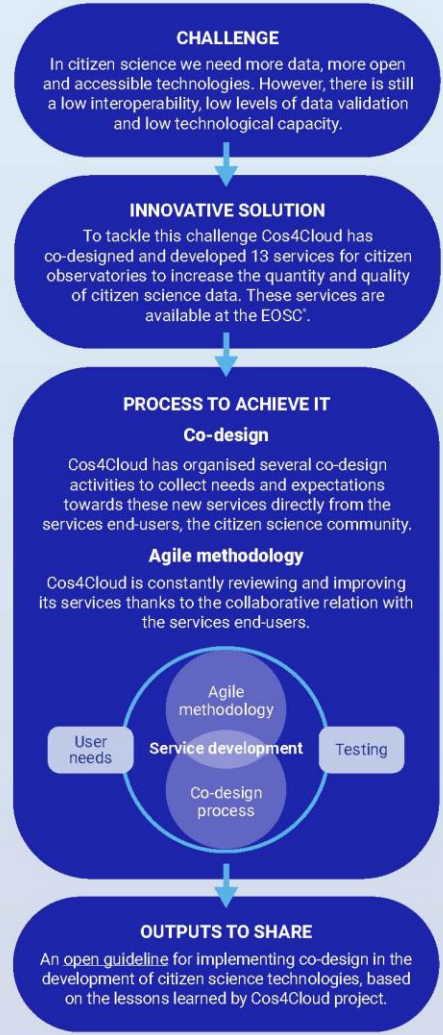 CHALLENGE
In citizen science we need more data, more open
and accessible technologies. However, there is still
a low interoperability, low levels of data validation
and low technological capacity.
INNOVATIVE SOLUTION
To tackle this challenge Cos4Cloud has
co-designed and developed 13 services for citizen
observatories to increase the quantity and quality
of citizen science data. These services are
available at the EOSC*.
PROCESS TO ACHIEVE IT
Co-design
Cos4Cloud has organised several co-design
activities to collect needs and expectations
towards these new services directly from the
services end-users, the citizen science community.
Agile methodology
Cos4Cloud is constantly reviewing and improving
its services thanks to the collaborative relation with
the services end-users.
Agile
methodology
User
needs
Service development
Testing
Co-design
process
OUTPUTS TO SHARE
An open guideline for implementing co-design in the
development of citizen science technologies, based
on the lessons learned by Cos4Cloud project.